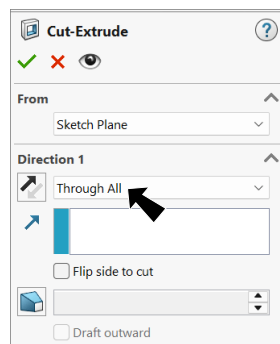 Cut-Extrude
?
From
Sketch Plane
Direction 1
Through All
Flip side to cut
Draft outward